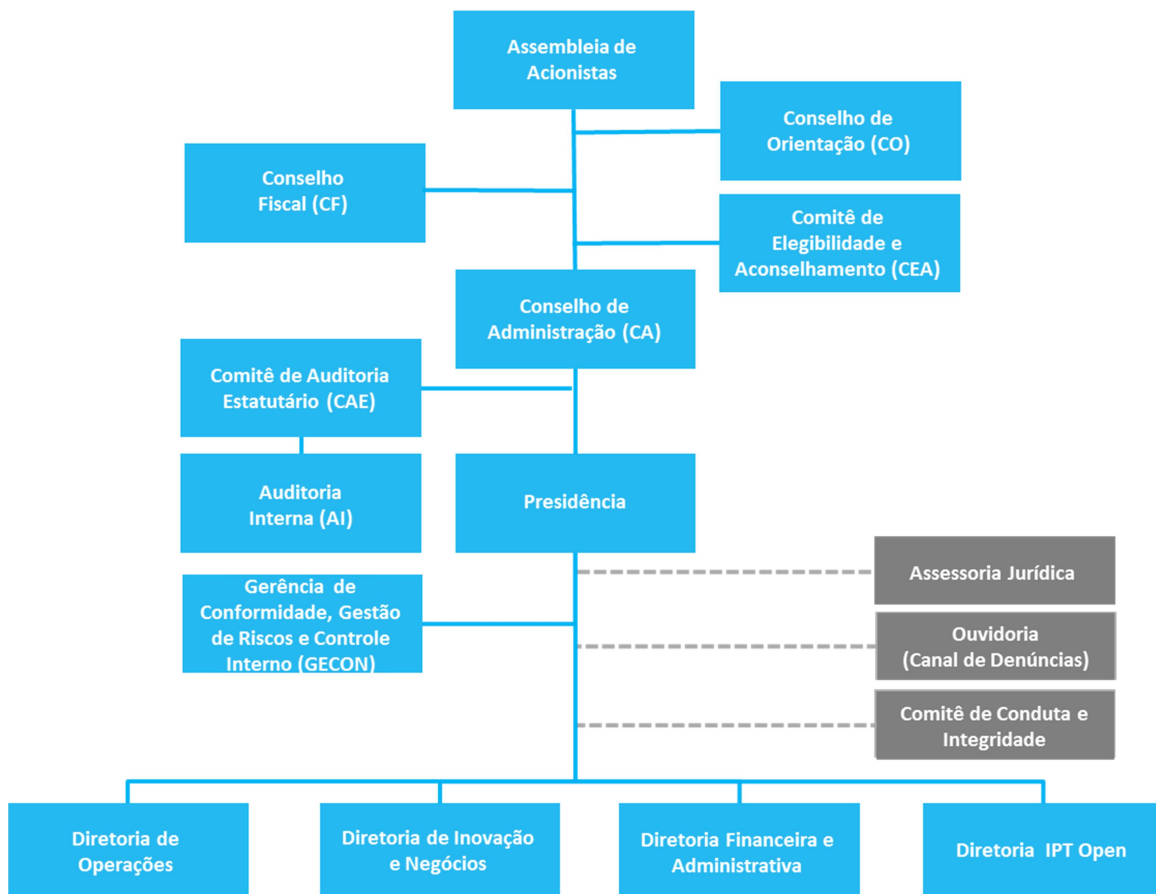 Assembleia de
Acionistas
Conselho de
Orientação (CO)
Conselho
Fiscal (CF)
Comitê de
Elegibilidade e
Aconselhamento (CEA)
Conselho de
Administração (CA)
Comitê de Auditoria
Estatutário (CAE)
Auditoria
Interna (AI)
Presidência
Assessoria Jurídica
Gerência de
Conformidade, Gestão
de Riscos e Controle
Interno (GECON)
Ouvidoria
(Canal de Denúncias)
Comitê de Conduta e
Integridade
Diretoria de
Operações
Diretoria de Inovação
e Negócios
Diretoria Financeira e
Administrativa
Diretoria IPT Open